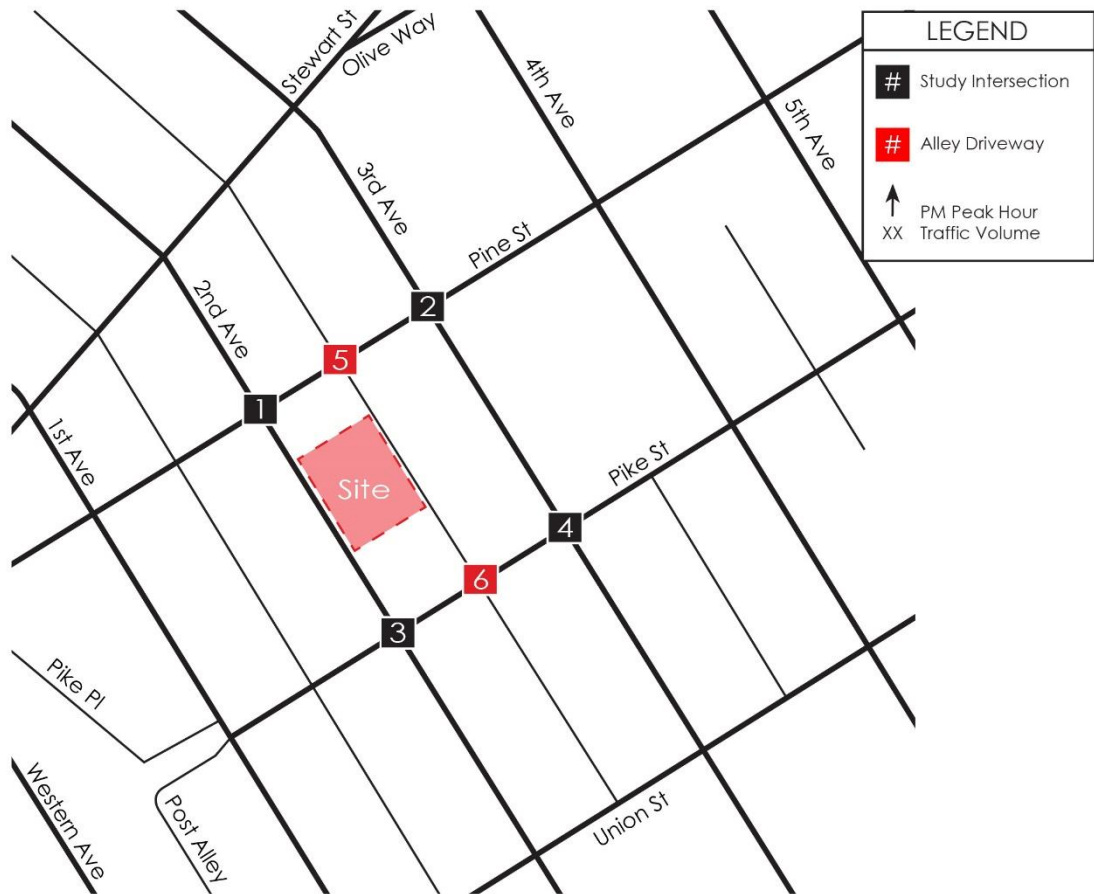 LEGEND
# Study Intersection
# Alley Driveway
PM Peak Hour
XX Traffic Volume
Stewart St
Olive Way
4th Ave
5th Ave
3rd Ave
Pine St
2nd Ave
2
5
1
1st Ave
Site
Pike St
4
6
3
Pike Pl
Western Ave
Post Alley
Union St